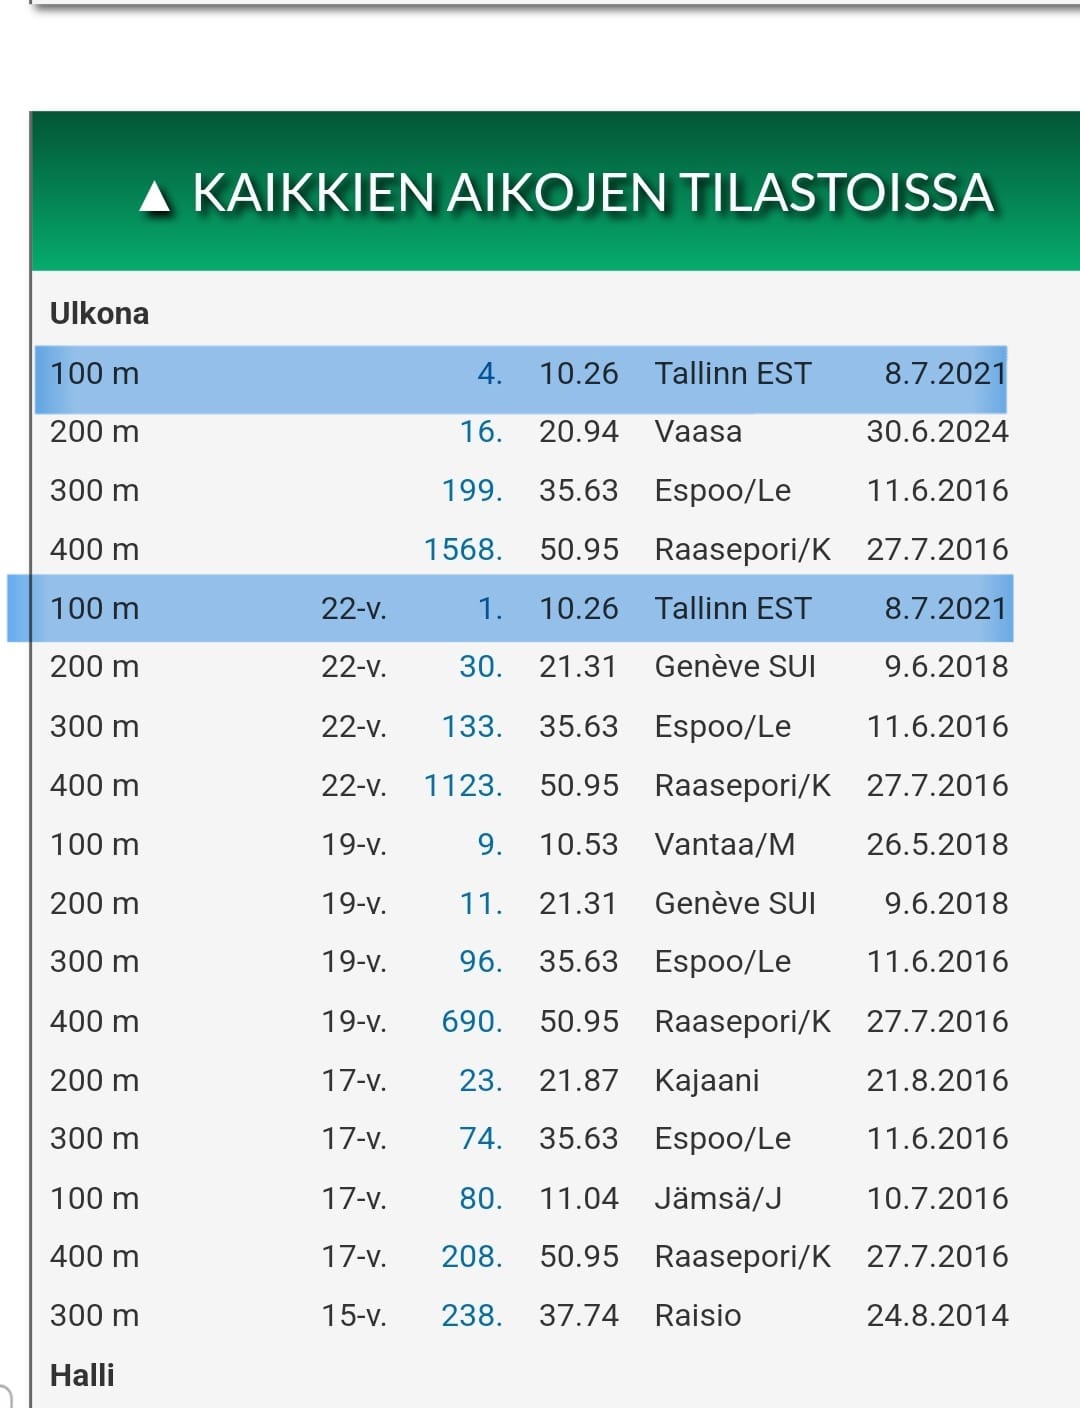 ▲ KAIKKIEN AIKOJEN TILASTOISSA
Ulkona
100 m 4. 10.26 Tallinn EST 8.7.2021
200 m 16. 20.94 Vaasa 30.6.2024
300 m 199. 35.63 Espoo/Le 11.6.2016
400 m 1568. 50.95 Raasepori/K 27.7.2016
100 m 22-v. 1. 10.26 Tallinn EST 8.7.2021
200 m 22-v. 30. 21.31 Genève SUI 9.6.2018
300 m 22-v. 133. 35.63 Espoo/Le 11.6.2016
400 m 22-v. 1123. 50.95 Raasepori/K 27.7.2016
100 m 19-v. 9. 10.53 Vantaa/M 26.5.2018
200 m 19-v. 11. 21.31 Genève SUI 9.6.2018
300 m 19-v. 96. 35.63 Espoo/Le 11.6.2016
400 m 19-v. 690. 50.95 Raasepori/K 27.7.2016
200 m 17-v. 23. 21.87 Kajaani 21.8.2016
300 m 17-v. 74. 35.63 Espoo/Le 11.6.2016
100 m 17-v. 80. 11.04 Jämsä/J 10.7.2016
400 m 17-v. 208. 50.95 Raasepori/K 27.7.2016
300 m 15-v. 238. 37.74 Raisio 24.8.2014
Halli